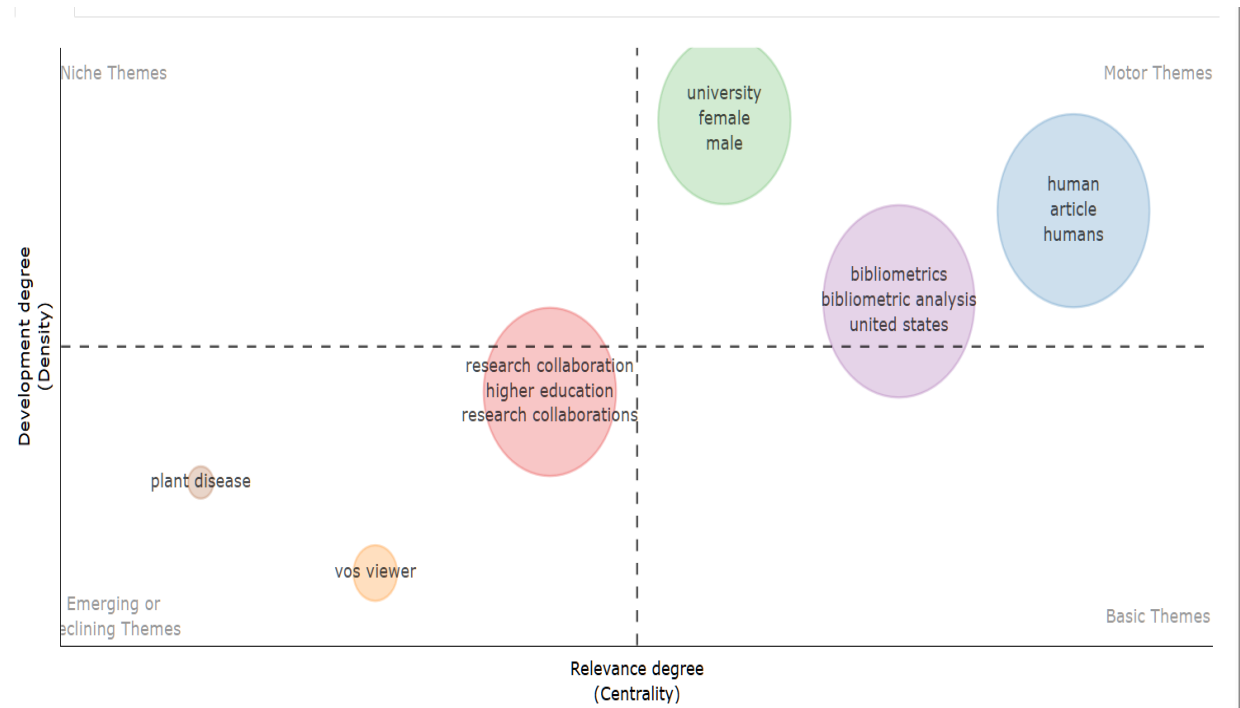 Niche Themes
Motor Themes
university
female
male
human
article
humans
bibliometrics
bibliometric analysis
united states
research collaboration
higher education
research collaborations
plant disease
vos viewer
Emerging or
eclining Themes
Basic Themes
Development degree
(Density)
Relevance degree
(Centrality)